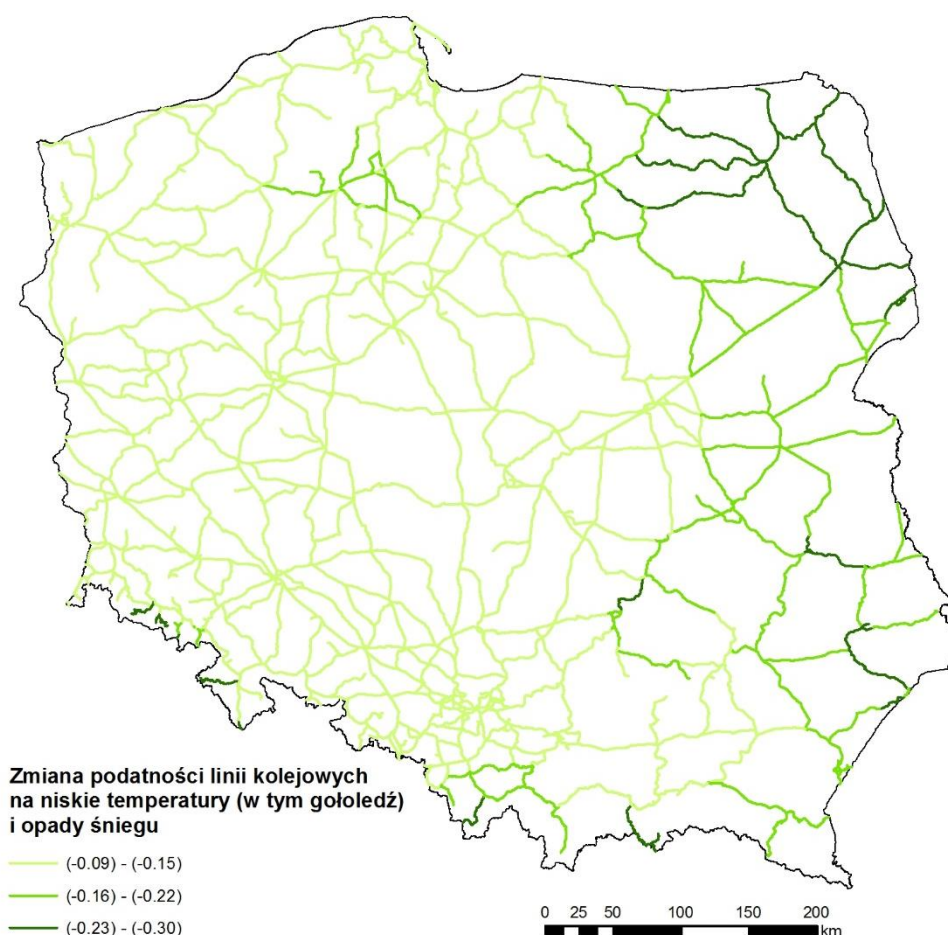 Zmiana podatności linii kolejowych
na niskie temperatury (w tym gołoledź)
i opady śniegu
(-0.09) - (-0.15)
(-0.16) - (-0.22)
(-0.23) - (-0.30)
0 25 50 100 150 200
km